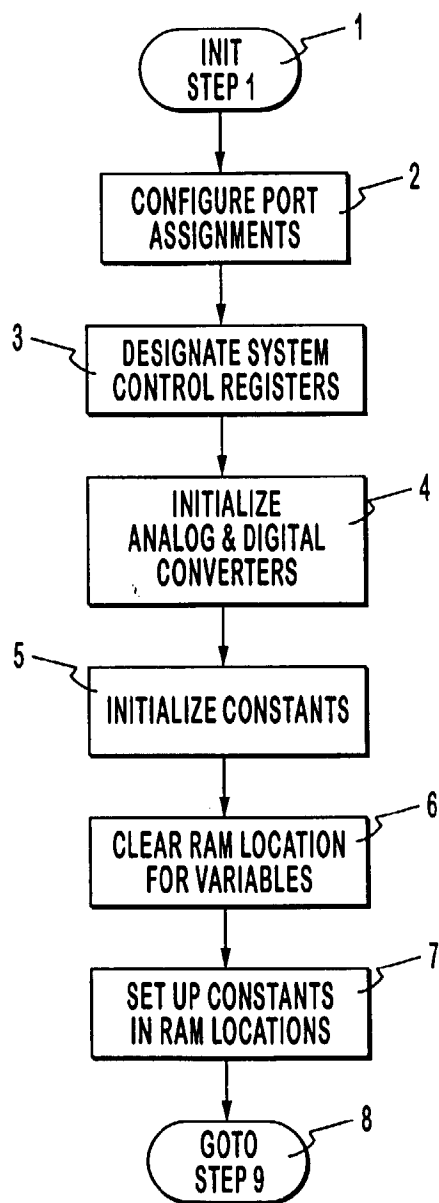 1
INIT
STEP 1
2
CONFIGURE PORT
ASSIGNMENTS
3
DESIGNATE SYSTEM
CONTROL REGISTERS
4
INITIALIZE
ANALOG & DIGITAL
CONVERTERS
5
INITIALIZE CONSTANTS
6
CLEAR RAM LOCATION
FOR VARIABLES
7
SET UP CONSTANTS
IN RAM LOCATIONS
8
GOTO
STEP 9